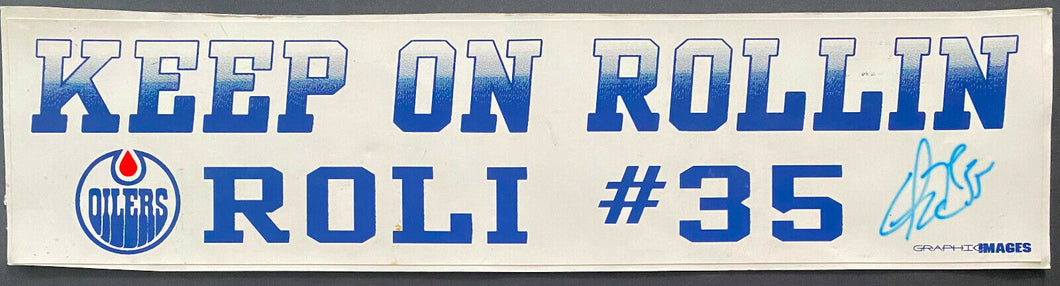 KEEP ON ROLLIN
OILERS
ROLI #35
GRAPHIC IMAGES